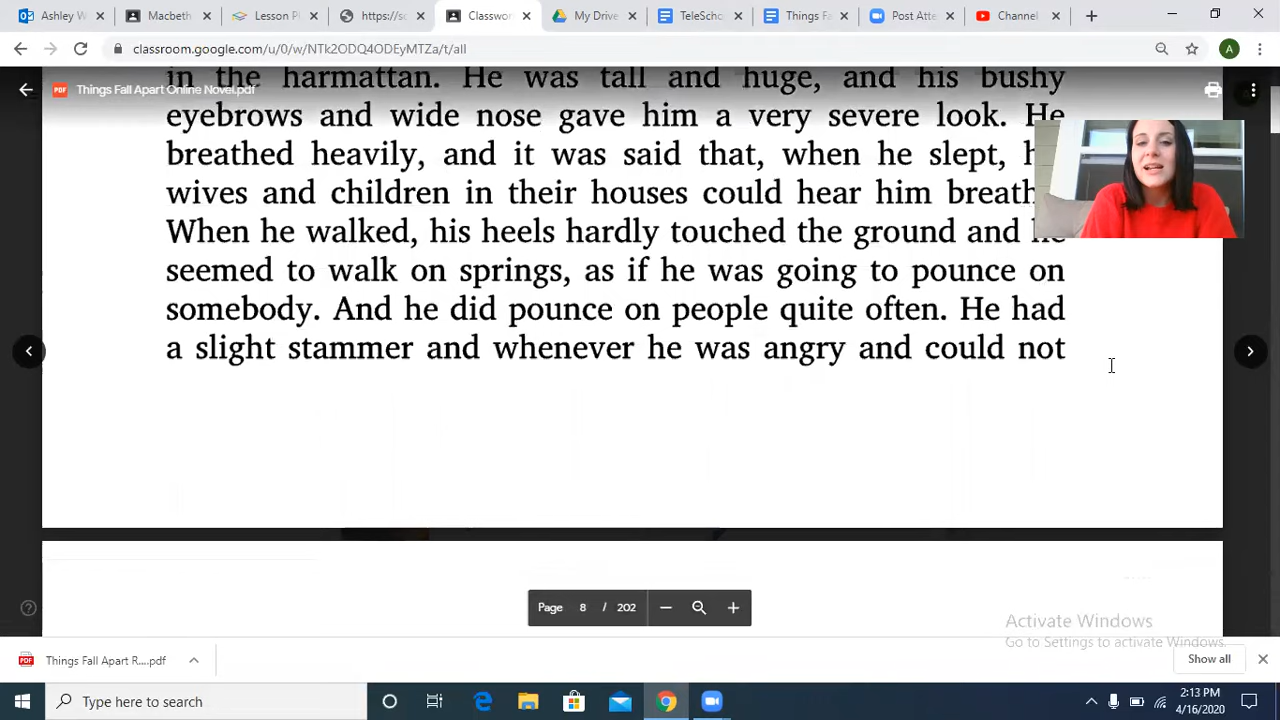 Ashley W
Macbeth
Lesson Pl
https://sc
Classwor
My Drive
TeleSchoo
Things Fa
Post Atte
Channel
classroom.google.com/u/0/w/NTk2ODQ4ODEyMTZa/t/all
A
Things Fall Apart Online Novel.pdf
in the harmattan. He was tall and huge, and his bushy
eyebrows and wide nose gave him a very severe look. He
breathed heavily, and it was said that, when he slept, h
wives and children in their houses could hear him breath
When he walked, his heels hardly touched the ground and he
seemed to walk on springs, as if he was going to pounce on
somebody. And he did pounce on people quite often. He had
a slight stammer and whenever he was angry and could not
Page 8 / 202
Activate Windows
Go to Settings to activate Windows.
Things Fall Apart R....pdf
Show all
Type here to search
2:13 PM
4/16/2020